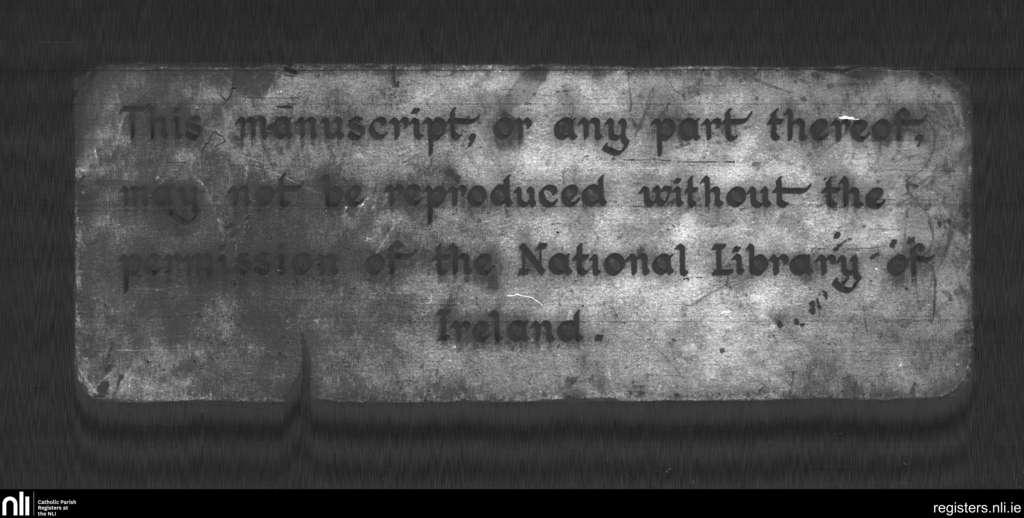 This manuscript, or any part thereof,
may not be reproduced without the
permission of the National Library of
Ireland.
nli
Catholic Parish
Registers at
the NLI
registers.nli.ie